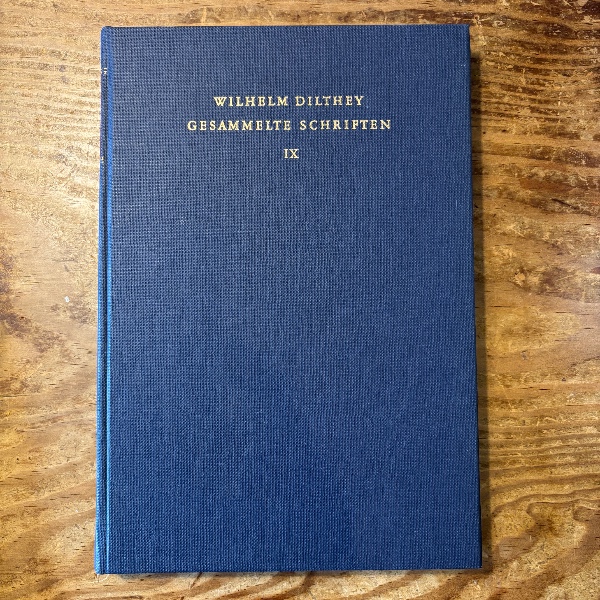 WILHELM DILTHEY
GESAMMELTE SCHRIFTEN
IX